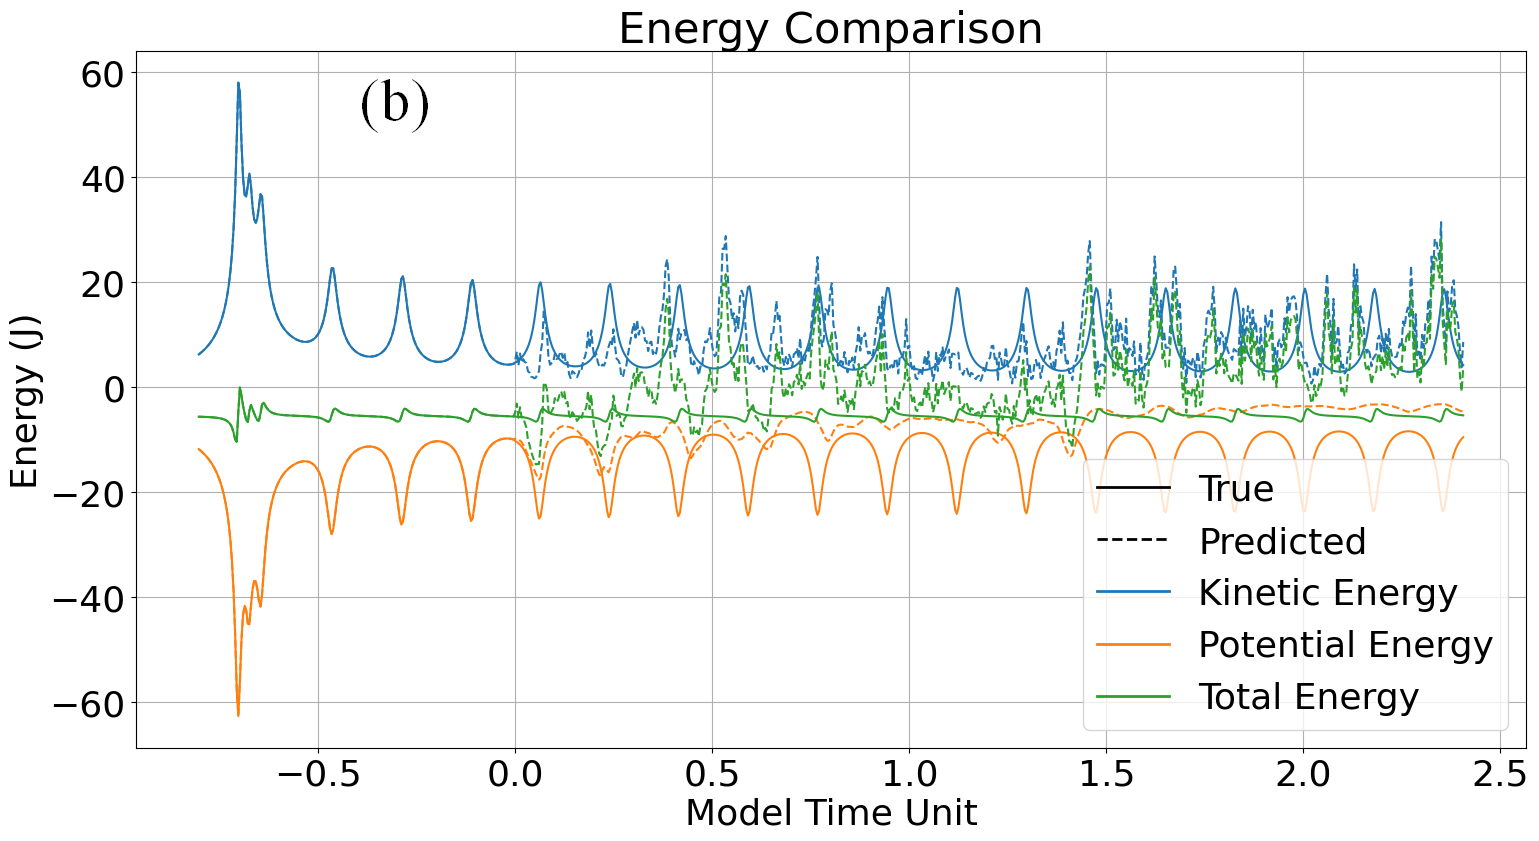 Energy Comparison
(b)
60
40
20
0
−20
−40
−60
Energy (J)
−0.5 0.0 0.5 1.0 1.5 2.0 2.5
Model Time Unit
True
Predicted
Kinetic Energy
Potential Energy
Total Energy